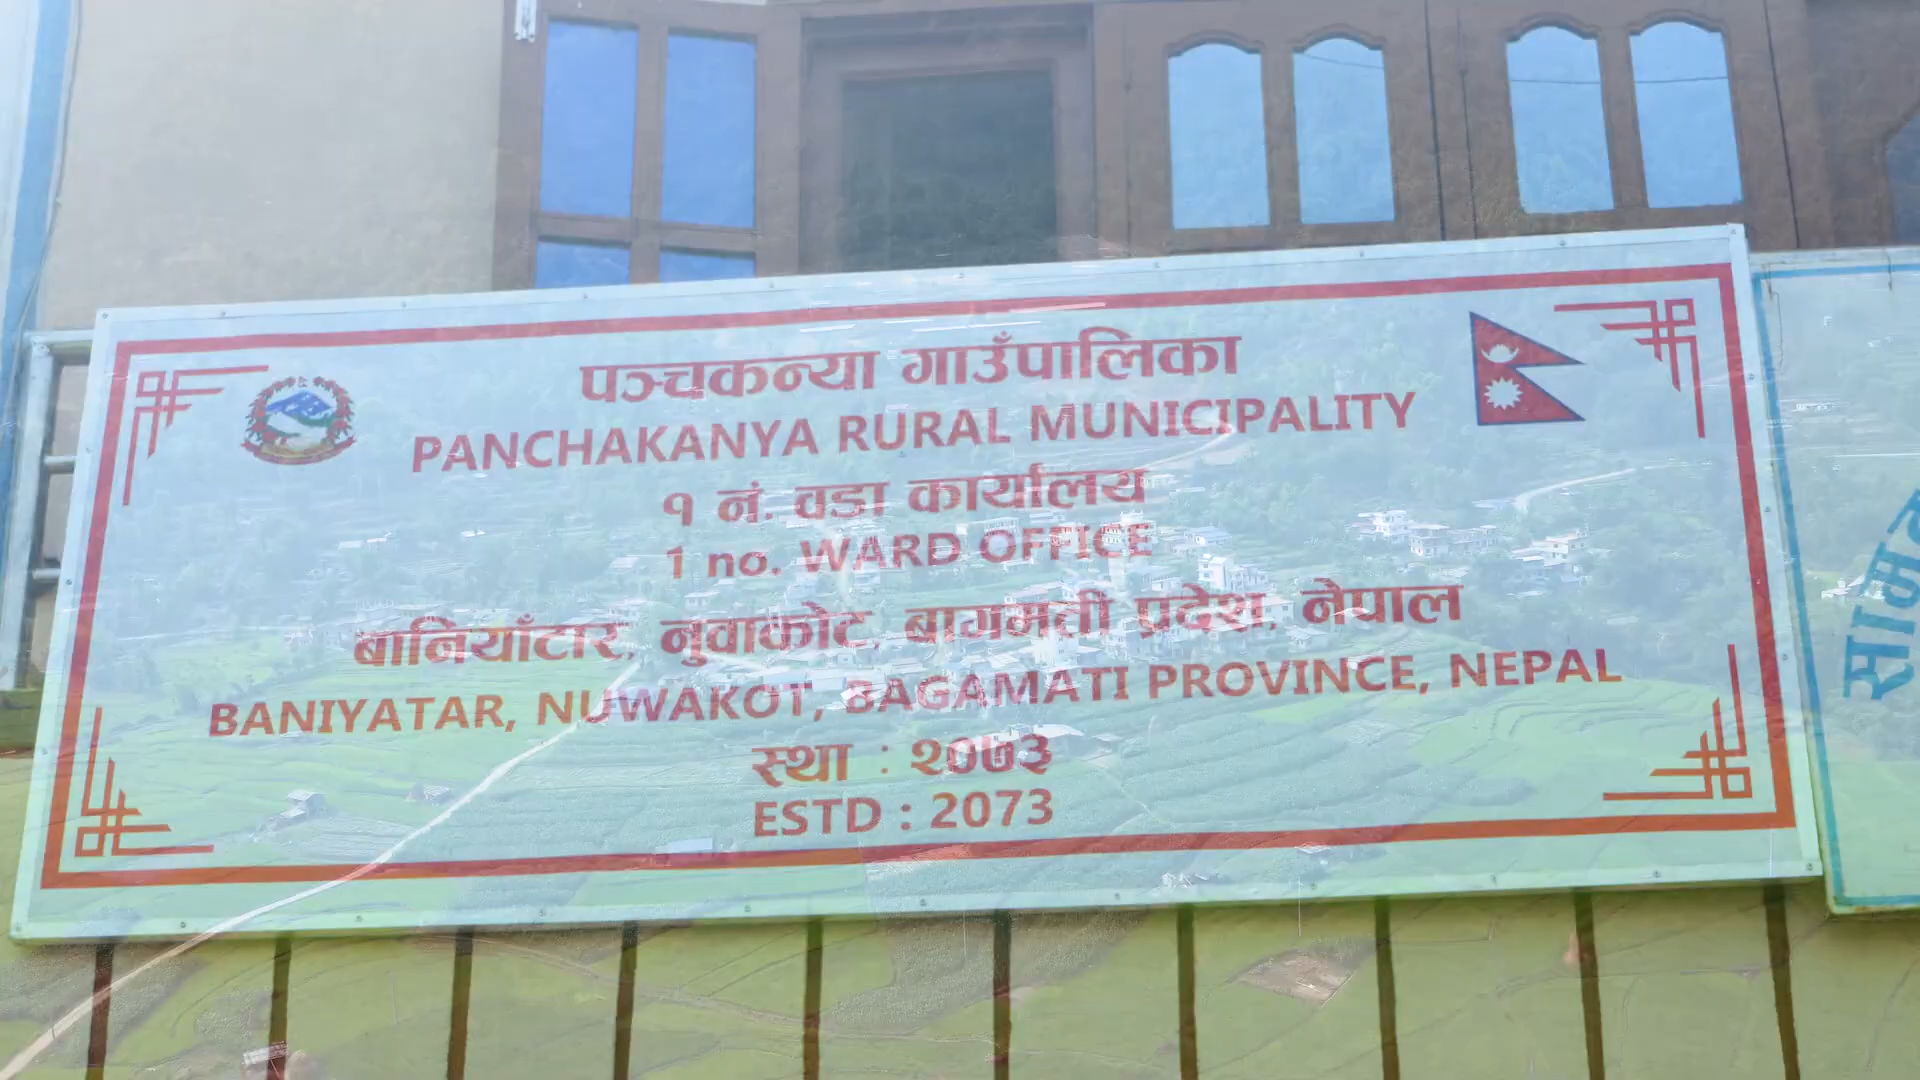 पञ्चकन्या गाउँपालिका
PANCHAKANYA RURAL MUNICIPALITY
१ नं. वडा कार्यालय
1 no. WARD OFFICE
बानियाँटार, नुवाकोट, बागमती प्रदेश, नेपाल
BANIYATAR, NUWAKOT, BAGAMATI PROVINCE, NEPAL
स्था : २०७३
ESTD : 2073